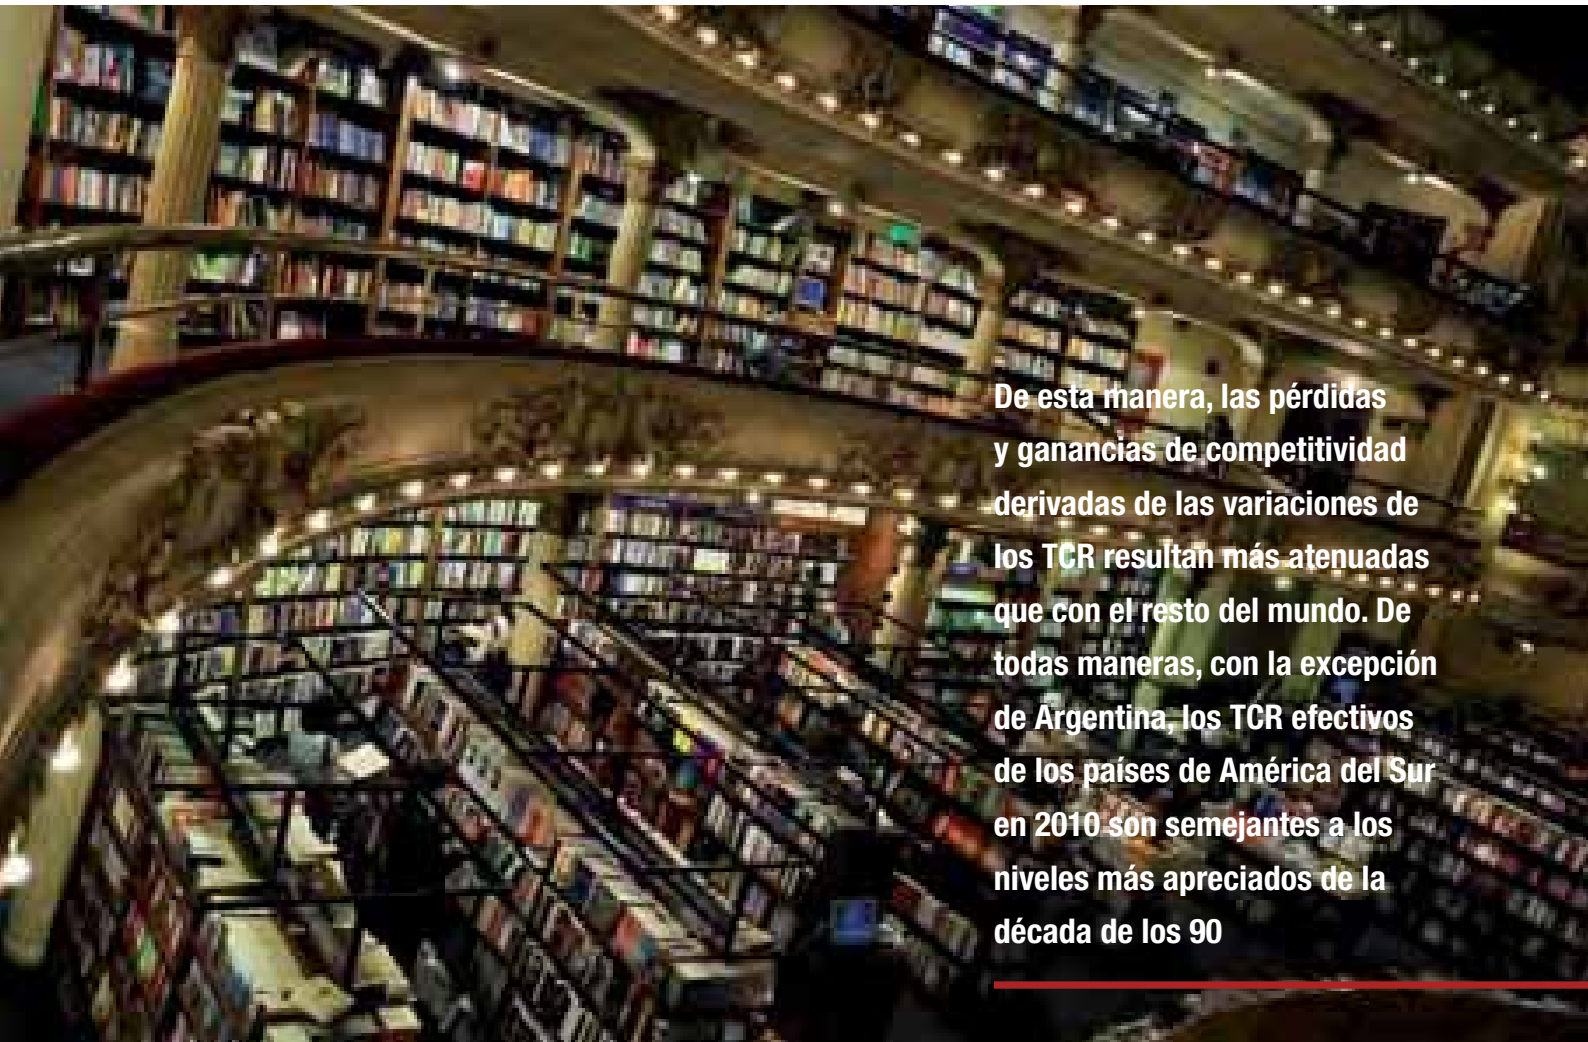 De esta manera, las pérdidas
y ganancias de competitividad
derivadas de las variaciones de
los TCR resultan más atenuadas
que con el resto del mundo. De
todas maneras, con la excepción
de Argentina, los TCR efectivos
de los países de América del Sur
en 2010 son semejantes a los
niveles más apreciados de la
década de los 90